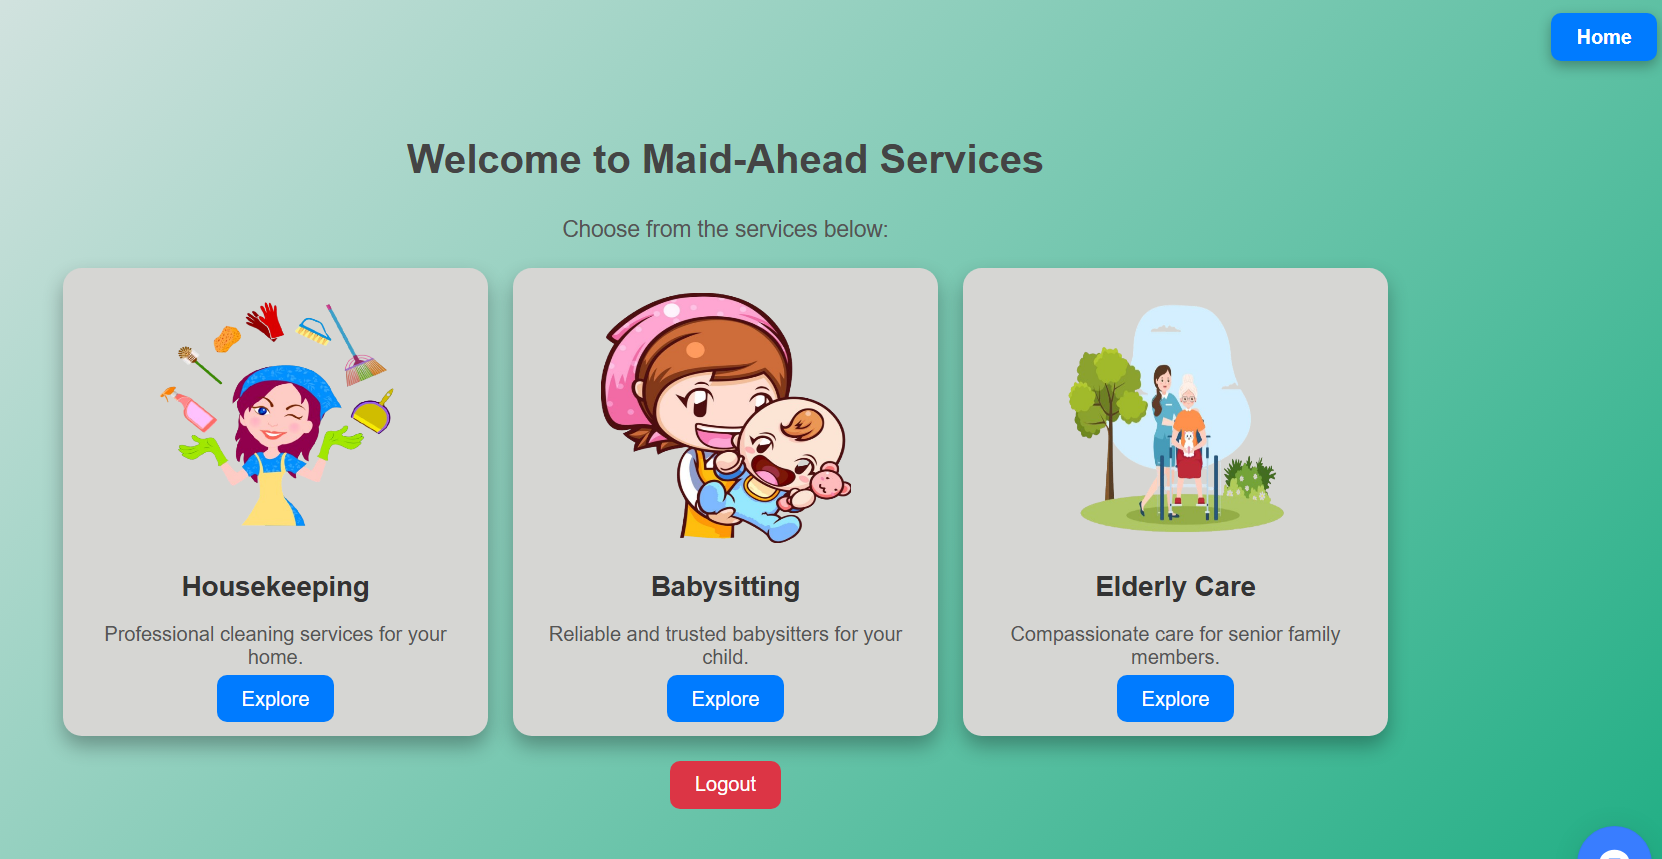 Home
Welcome to Maid-Ahead Services
Choose from the services below:
Housekeeping
Professional cleaning services for your
home.
Explore
Babysitting
Reliable and trusted babysitters for your
child.
Explore
Elderly Care
Compassionate care for senior family
members.
Explore
Logout